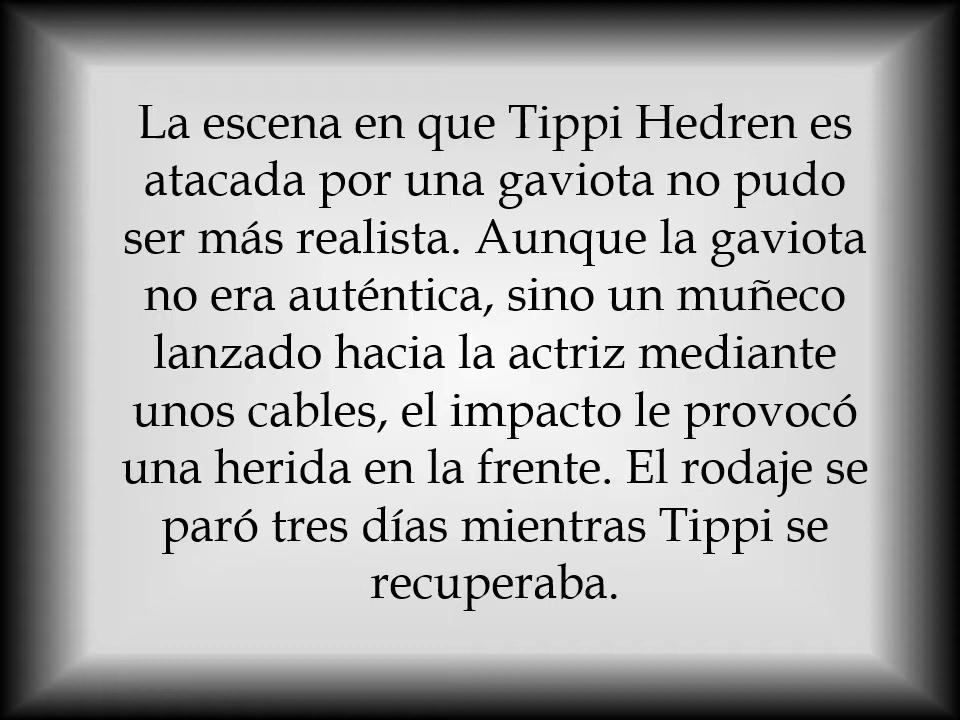 La escena en que Tippi Hedren es
atacada por una gaviota no pudo
ser más realista. Aunque la gaviota
no era auténtica, sino un muñeco
lanzado hacia la actriz mediante
unos cables, el impacto le provocó
una herida en la frente. El rodaje se
paró tres días mientras Tippi se
recuperaba.